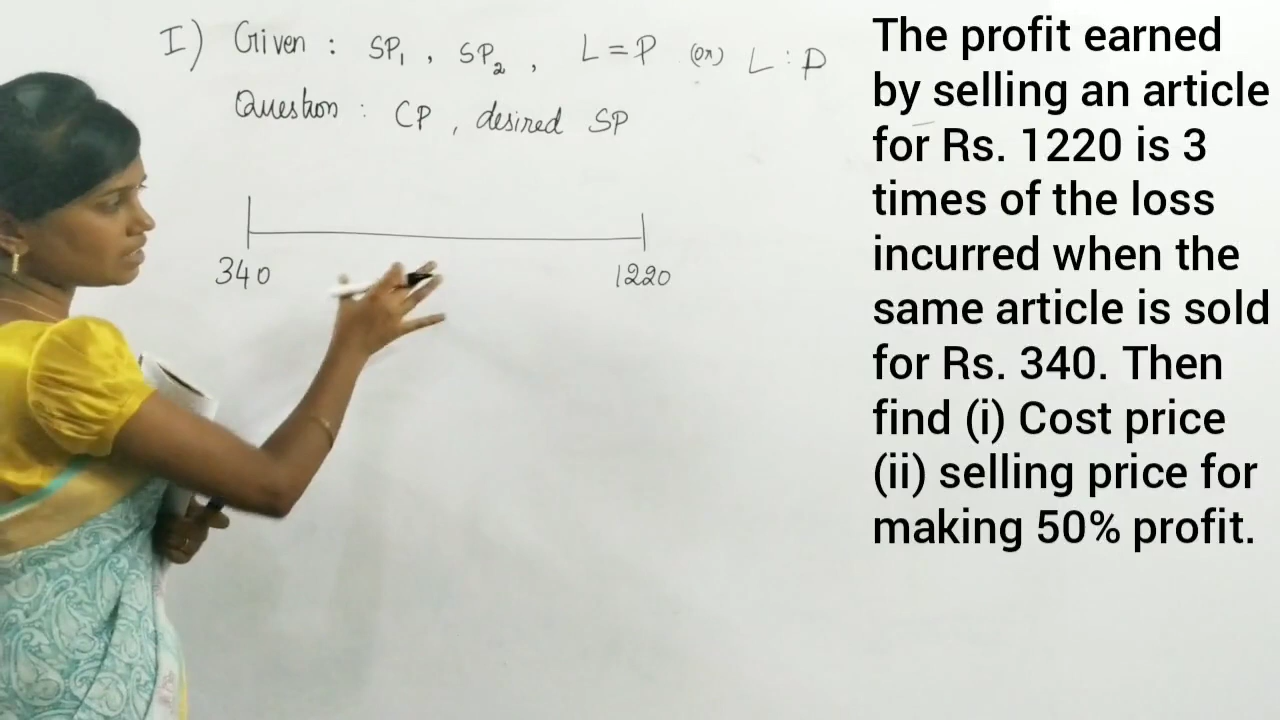 I) Given : SP1 , SP2 , L = P (or) L : P
Question : CP , desired SP
340 1220
The profit earned
by selling an article
for Rs. 1220 is 3
times of the loss
incurred when the
same article is sold
for Rs. 340. Then
find (i) Cost price
(ii) selling price for
making 50% profit.